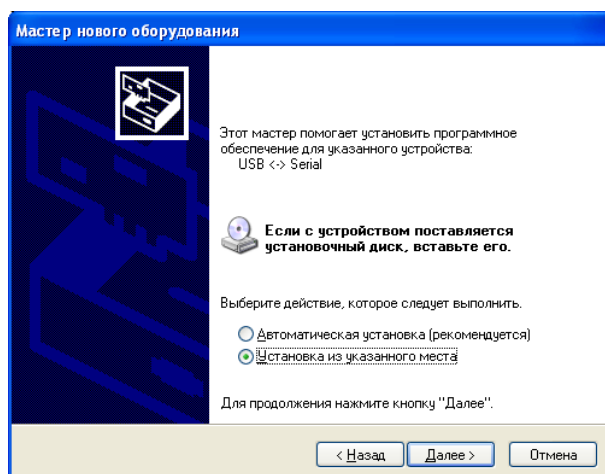 Мастер нового оборудования
Этот мастер помогает установить программное
обеспечение для указанного устройства:
USB <-> Serial
Если с устройством поставляется
установочный диск, вставьте его.
Выберите действие, которое следует выполнить.
Автоматическая установка (рекомендуется)
Установка из указанного места
Для продолжения нажмите кнопку "Далее".
< Назад Далее > Отмена